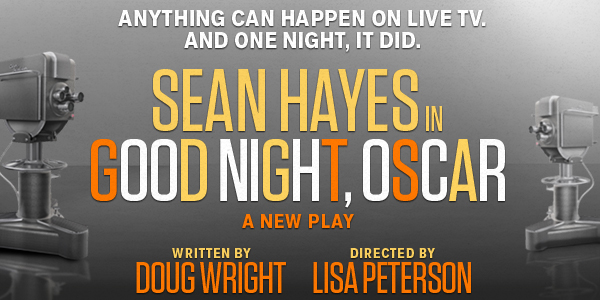 ANYTHING CAN HAPPEN ON LIVE TV.
AND ONE NIGHT, IT DID.
SEAN HAYES IN
GOOD NIGHT, OSCAR
A NEW PLAY
WRITTEN BY DIRECTED BY
DOUG WRIGHT LISA PETERSON